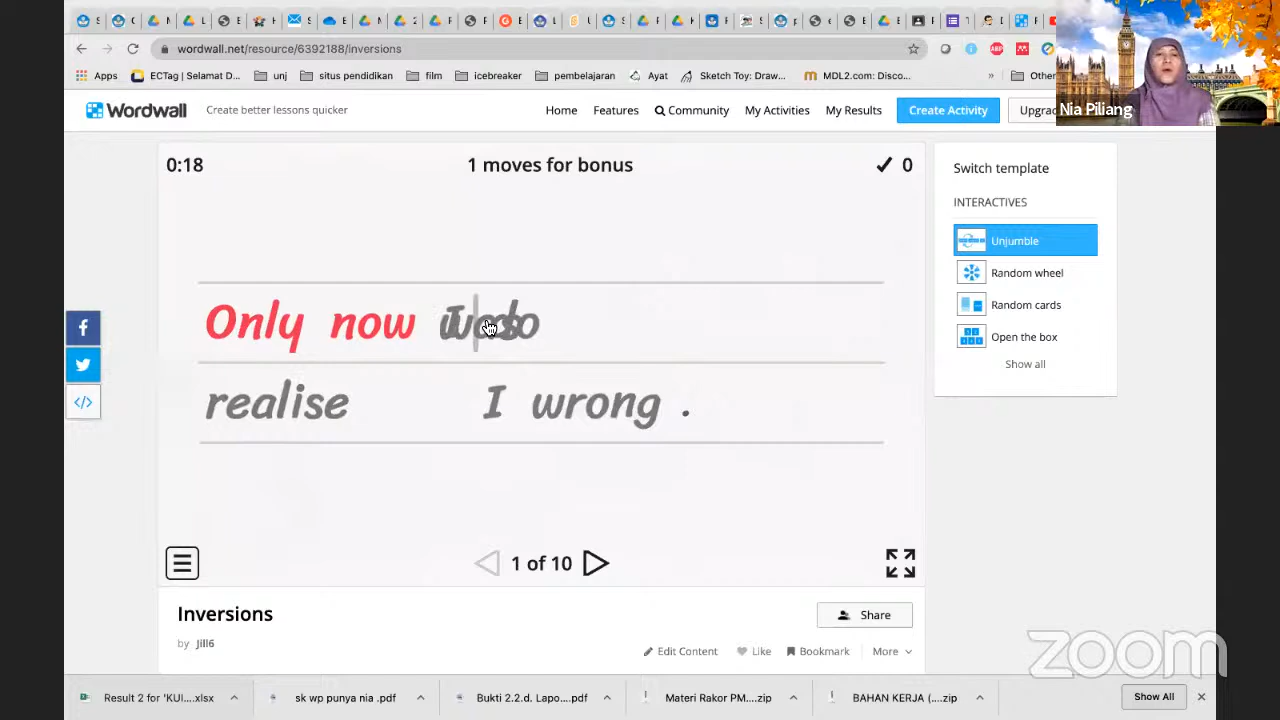 wordwall.net/resource/6392188/inversions
Apps ECTag | Selamat D... unj situs pendidikan film icebreaker pembelajaran Ayat Sketch Toy: Draw... MDL2.com: Disco... » Other
Nia Piliang
Wordwall Create better lessons quicker Home Features Community My Activities My Results Create Activity Upgra
0:18 1 moves for bonus 0
Only now
realise I wrong .
1 of 10
Switch template
INTERACTIVES
Unjumble
Random wheel
Random cards
Open the box
Show all
Inversions
Share
by Jill6
Edit Content Like Bookmark More
zoom
Result 2 for 'KUI....xlsx sk wp punya nia .pdf Bukti 2.2.d. Lapo....pdf Materi Rakor PM....zip BAHAN KERJA (....zip Show All